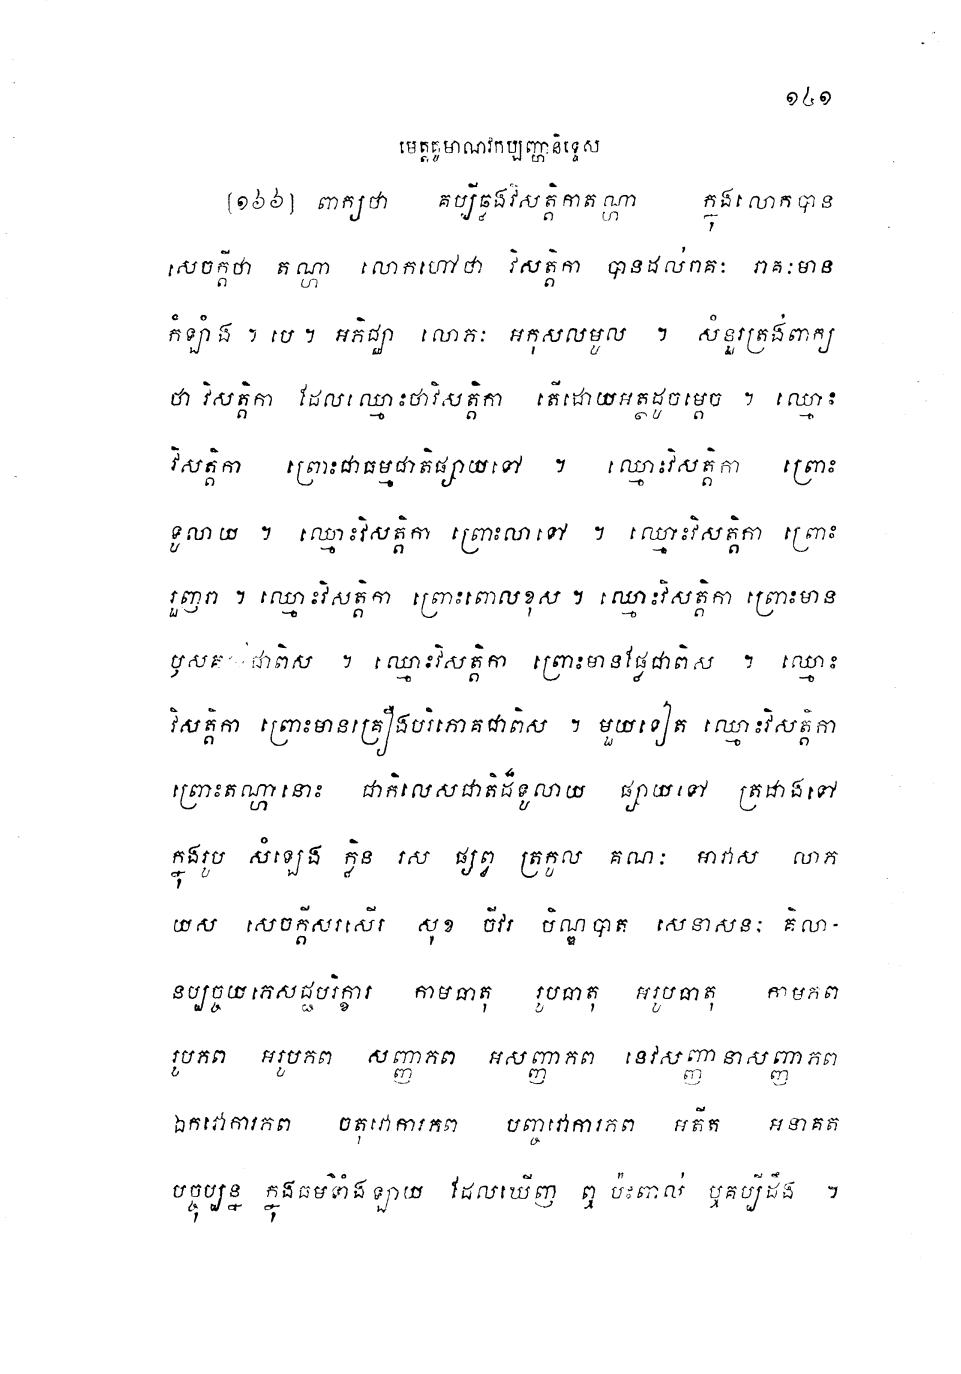 ១៤១
មេត្តគូមាណវកប្បញ្ហានិទ្ទេស
[១៦៦] ពាក្យថា គប្បីឆ្លងវិសត្តិកាតណ្ហា ក្នុងលោកបាន
សេចក្តីថា តណ្ហា លោកហៅថា វិសត្តិកា បានដល់រាគៈ រាគៈមាន
កំឡាំង ។ បេ ។ អភិជ្ឈា លោភៈ អកុសលមូល ។ សំនួរត្រង់ពាក្យ
ថា វិសត្តិកា ដែលឈ្មោះថាវិសត្តិកា តើដោយអត្ថដូចម្តេច ។ ឈ្មោះ
វិសត្តិកា ព្រោះជាធម្មជាតិផ្សាយទៅ ។ ឈ្មោះវិសត្តិកា ព្រោះ
ទូលាយ ។ ឈ្មោះវិសត្តិកា ព្រោះលាទៅ ។ ឈ្មោះវិសត្តិកា ព្រោះ
រួញរា ។ ឈ្មោះវិសត្តិកា ព្រោះពោលខុស ។ ឈ្មោះវិសត្តិកា ព្រោះមាន
ឫសគល់ជាពិស ។ ឈ្មោះវិសត្តិកា ព្រោះមានផ្លែជាពិស ។ ឈ្មោះ
វិសត្តិកា ព្រោះមានគ្រឿងបរិភោគជាពិស ។ មួយទៀត ឈ្មោះវិសត្តិកា
ព្រោះតណ្ហានោះ ជាកិលេសជាតិដ៏ទូលាយ ផ្សាយទៅ ត្រដាងទៅ
ក្នុងរូប សំឡេង ក្លិន រស ផ្សព្វ ត្រកូល គណៈ អាវាស លាភ
យស សេចក្តីសរសើរ សុខ ចីវរ បិណ្ឌបាត សេនាសនៈ គិលា-
នប្បច្ចយភេសជ្ជបរិក្ខារ កាមធាតុ រូបធាតុ អរូបធាតុ កាមភព
រូបភព អរូបភព សញ្ញាភព អសញ្ញាភព នេវសញ្ញានាសញ្ញាភព
ឯកវោការភព ចតុវោការភព បញ្ចវោការភព អតីត អនាគត
បច្ចុប្បន្ន ក្នុងធម៌ទាំងឡាយ ដែលឃើញ ឮ ប៉ះពាល់ ឬគប្បីដឹង ។